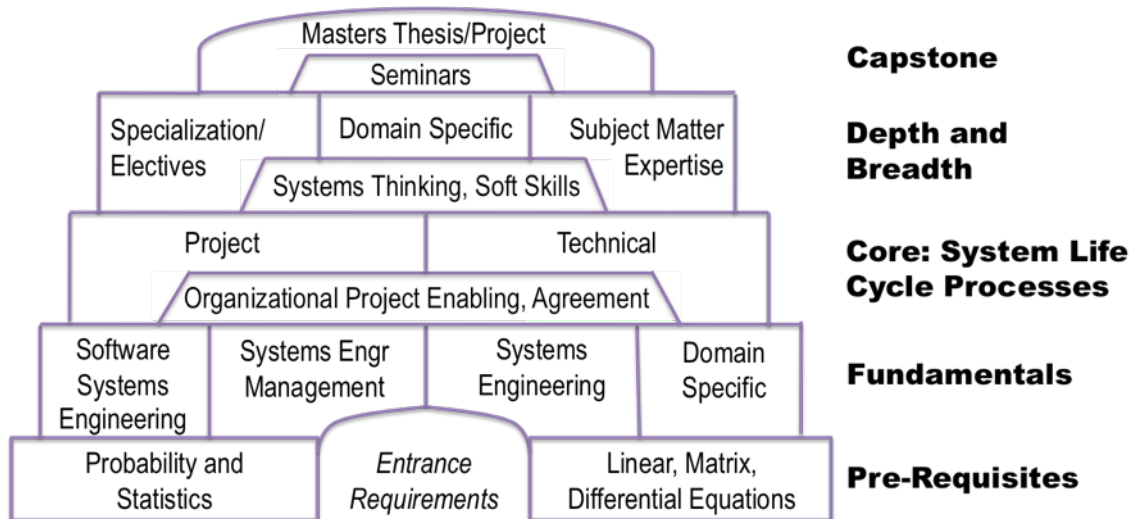 Masters Thesis/Project
Seminars
Capstone
Specialization/
Electives
Domain Specific
Subject Matter
Expertise
Systems Thinking, Soft Skills
Depth and
Breadth
Project
Technical
Organizational Project Enabling, Agreement
Core: System Life
Cycle Processes
Software
Systems
Engineering
Systems Engr
Management
Systems
Engineering
Domain
Specific
Fundamentals
Probability and
Statistics
Entrance
Requirements
Linear, Matrix,
Differential Equations
Pre-Requisites